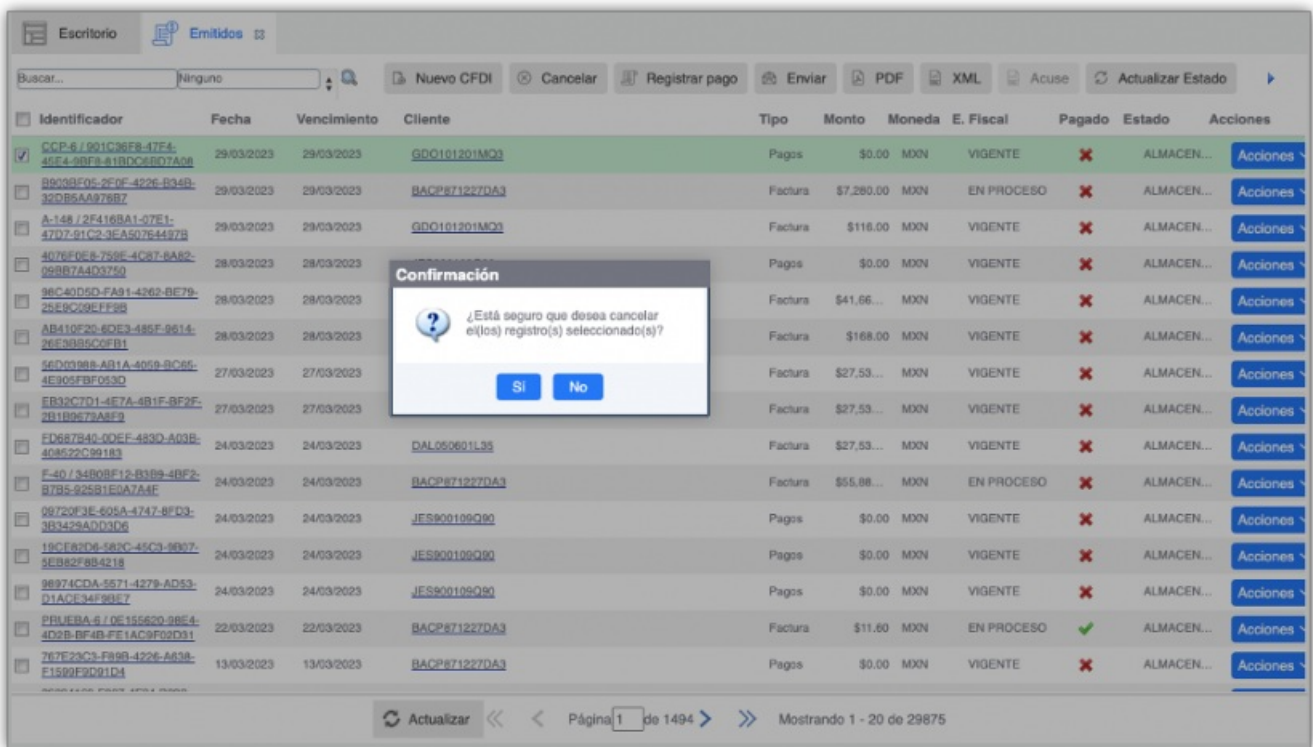 Escritorio
Emitidos
Buscar... Ninguno Nuevo CFDI Cancelar Registrar pago Enviar PDF XML Acuse Actualizar Estado
Identificador Fecha Vencimiento Cliente Tipo Monto Moneda E. Fiscal Pagado Estado Acciones
CCP-6 / 901C36F8-47F4-
45E4-9BF8-81BDC6BD7A08 29/03/2023 29/03/2023 GDO101201MQ3 Pagos $0.00 MXN VIGENTE ALMACEN... Acciones
B903BF05-2F0F-4226-B34B-
32DB5AA976B7 29/03/2023 29/03/2023 BACP871227DA3 Factura $7,260.00 MXN EN PROCESO ALMACEN... Acciones
A-148 / 2F416BA1-07E1-
47D7-91C2-3EA50764497B 29/03/2023 29/03/2023 GDO101201MQ3 Factura $116.00 MXN VIGENTE ALMACEN... Acciones
4076F0E8-759E-4C87-8A82-
09BB7A4D3750 28/03/2023 28/03/2023 Pagos $0.00 MXN VIGENTE ALMACEN... Acciones
98C40D5D-FA91-4262-BE79-
25E9C09EFF9B 28/03/2023 28/03/2023 Factura $41,66... MXN VIGENTE ALMACEN... Acciones
AB410F20-6DE3-485F-9614-
26E3BB5C0FB1 28/03/2023 28/03/2023 Factura $168.00 MXN VIGENTE ALMACEN... Acciones
56D03988-AB1A-4059-BC65-
4E905FBF053D 27/03/2023 27/03/2023 Factura $27,53... MXN VIGENTE ALMACEN... Acciones
EB32C7D1-4E7A-4B1F-BF2F-
2B1B9679A8F9 27/03/2023 27/03/2023 Factura $27,53... MXN VIGENTE ALMACEN... Acciones
FD687B40-0DEF-483D-A03B-
408522C99183 24/03/2023 24/03/2023 DAL050601L35 Factura $27,53... MXN VIGENTE ALMACEN... Acciones
F-40 / 34B0BF12-B3B9-4BF2-
B7B5-925B1E0A7A4F 24/03/2023 24/03/2023 BACP871227DA3 Factura $55,88... MXN EN PROCESO ALMACEN... Acciones
09720F3E-605A-4747-8FD3-
3B3429ADD3D6 24/03/2023 24/03/2023 JES900109Q90 Pagos $0.00 MXN VIGENTE ALMACEN... Acciones
19CE82D6-582C-45C3-9B07-
5EB82F8B4218 24/03/2023 24/03/2023 JES900109Q90 Pagos $0.00 MXN VIGENTE ALMACEN... Acciones
98974CDA-5571-4279-AD53-
D1ACE34F9BE7 24/03/2023 24/03/2023 JES900109Q90 Pagos $0.00 MXN VIGENTE ALMACEN... Acciones
PRUEBA-6 / 0E155620-98E4-
4D2B-BF4B-FE1AC9F02D31 22/03/2023 22/03/2023 BACP871227DA3 Factura $11.60 MXN EN PROCESO ALMACEN... Acciones
767E23C3-F89B-4226-A638-
F1599F9D91D4 13/03/2023 13/03/2023 BACP871227DA3 Pagos $0.00 MXN VIGENTE ALMACEN... Acciones
Confirmación
¿Está seguro que desea cancelar
el(los) registro(s) seleccionado(s)?
Sí No
Actualizar Página 1 de 1494 Mostrando 1 - 20 de 29875